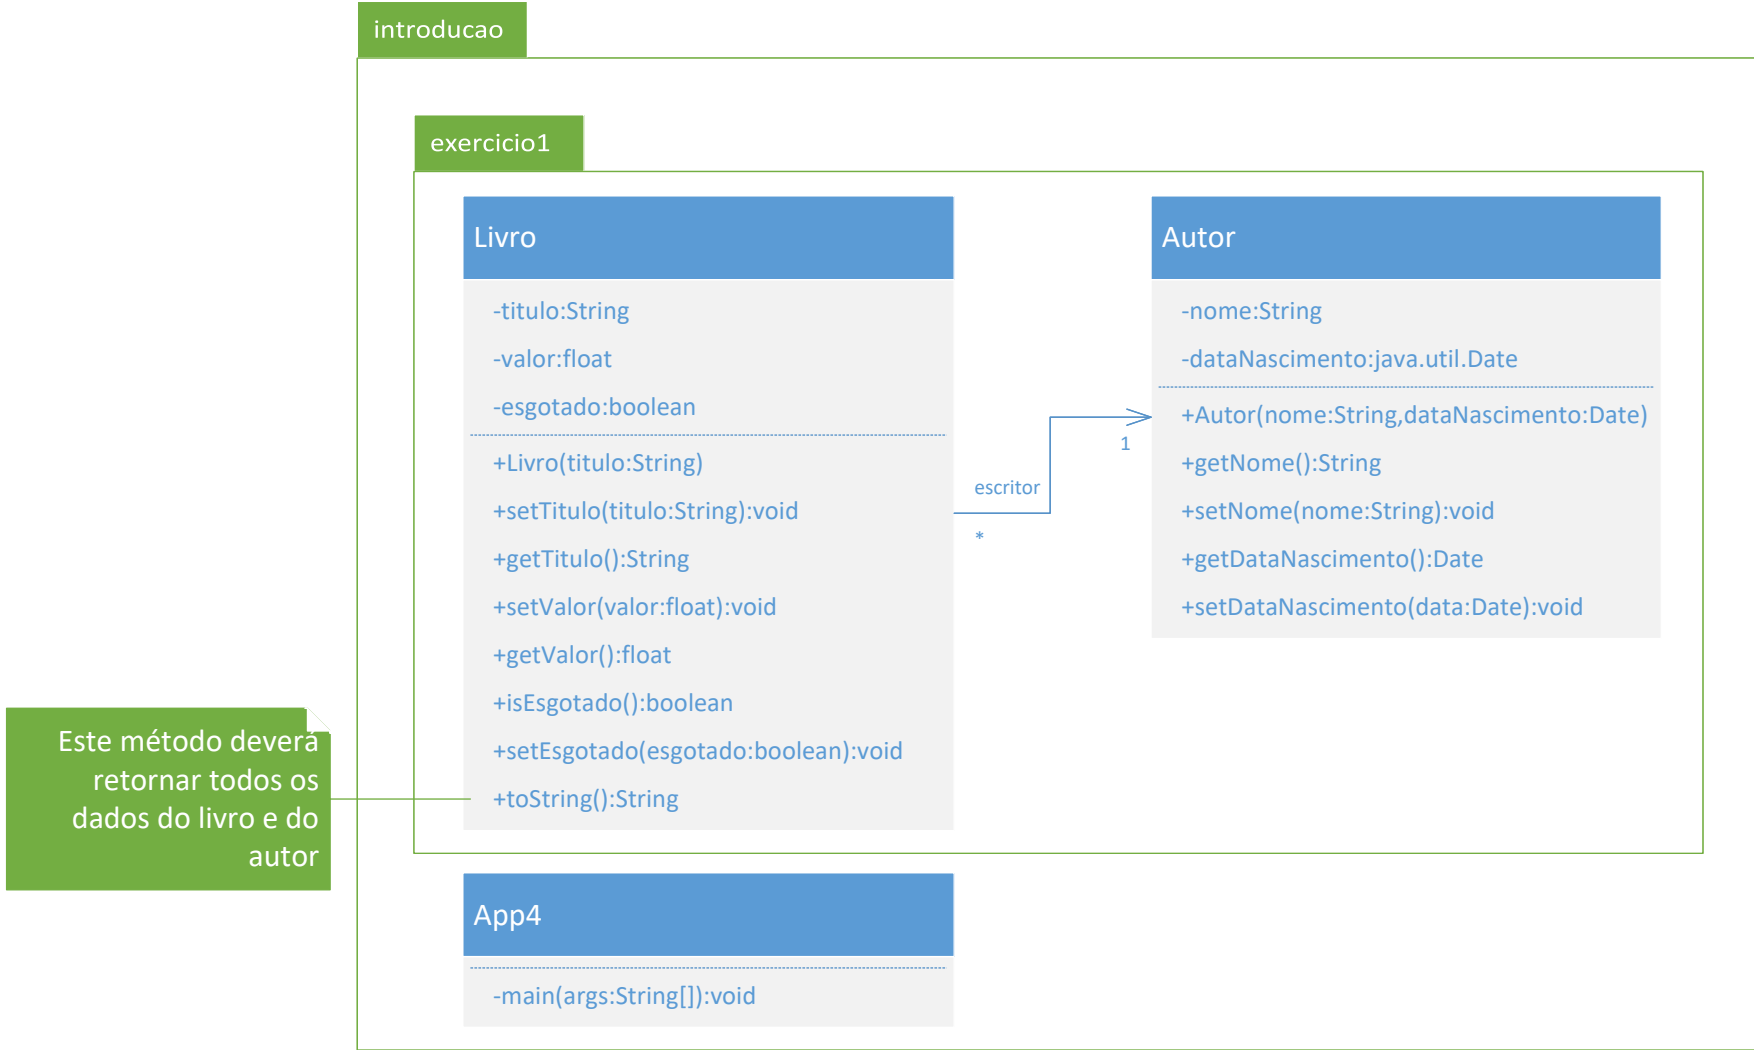 introducao
exercicio1
Livro
-titulo:String
-valor:float
-esgotado:boolean
+Livro(titulo:String)
+setTitulo(titulo:String):void
+getTitulo():String
+setValor(valor:float):void
+getValor():float
+isEsgotado():boolean
+setEsgotado(esgotado:boolean):void
+toString():String
escritor
*
1
Autor
-nome:String
-dataNascimento:java.util.Date
+Autor(nome:String,dataNascimento:Date)
+getNome():String
+setNome(nome:String):void
+getDataNascimento():Date
+setDataNascimento(data:Date):void
Este método deverá
retornar todos os
dados do livro e do
autor
App4
-main(args:String[]):void